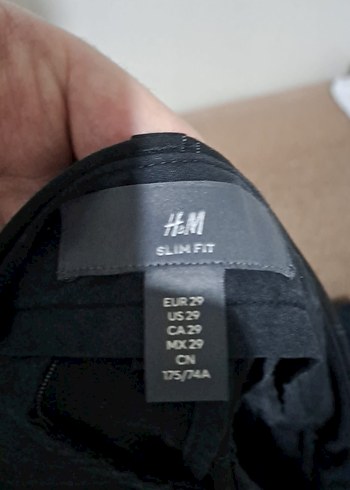 H&M
SLIM FIT
EUR 29
US 29
CA 29
MX 29
CN
175/74A